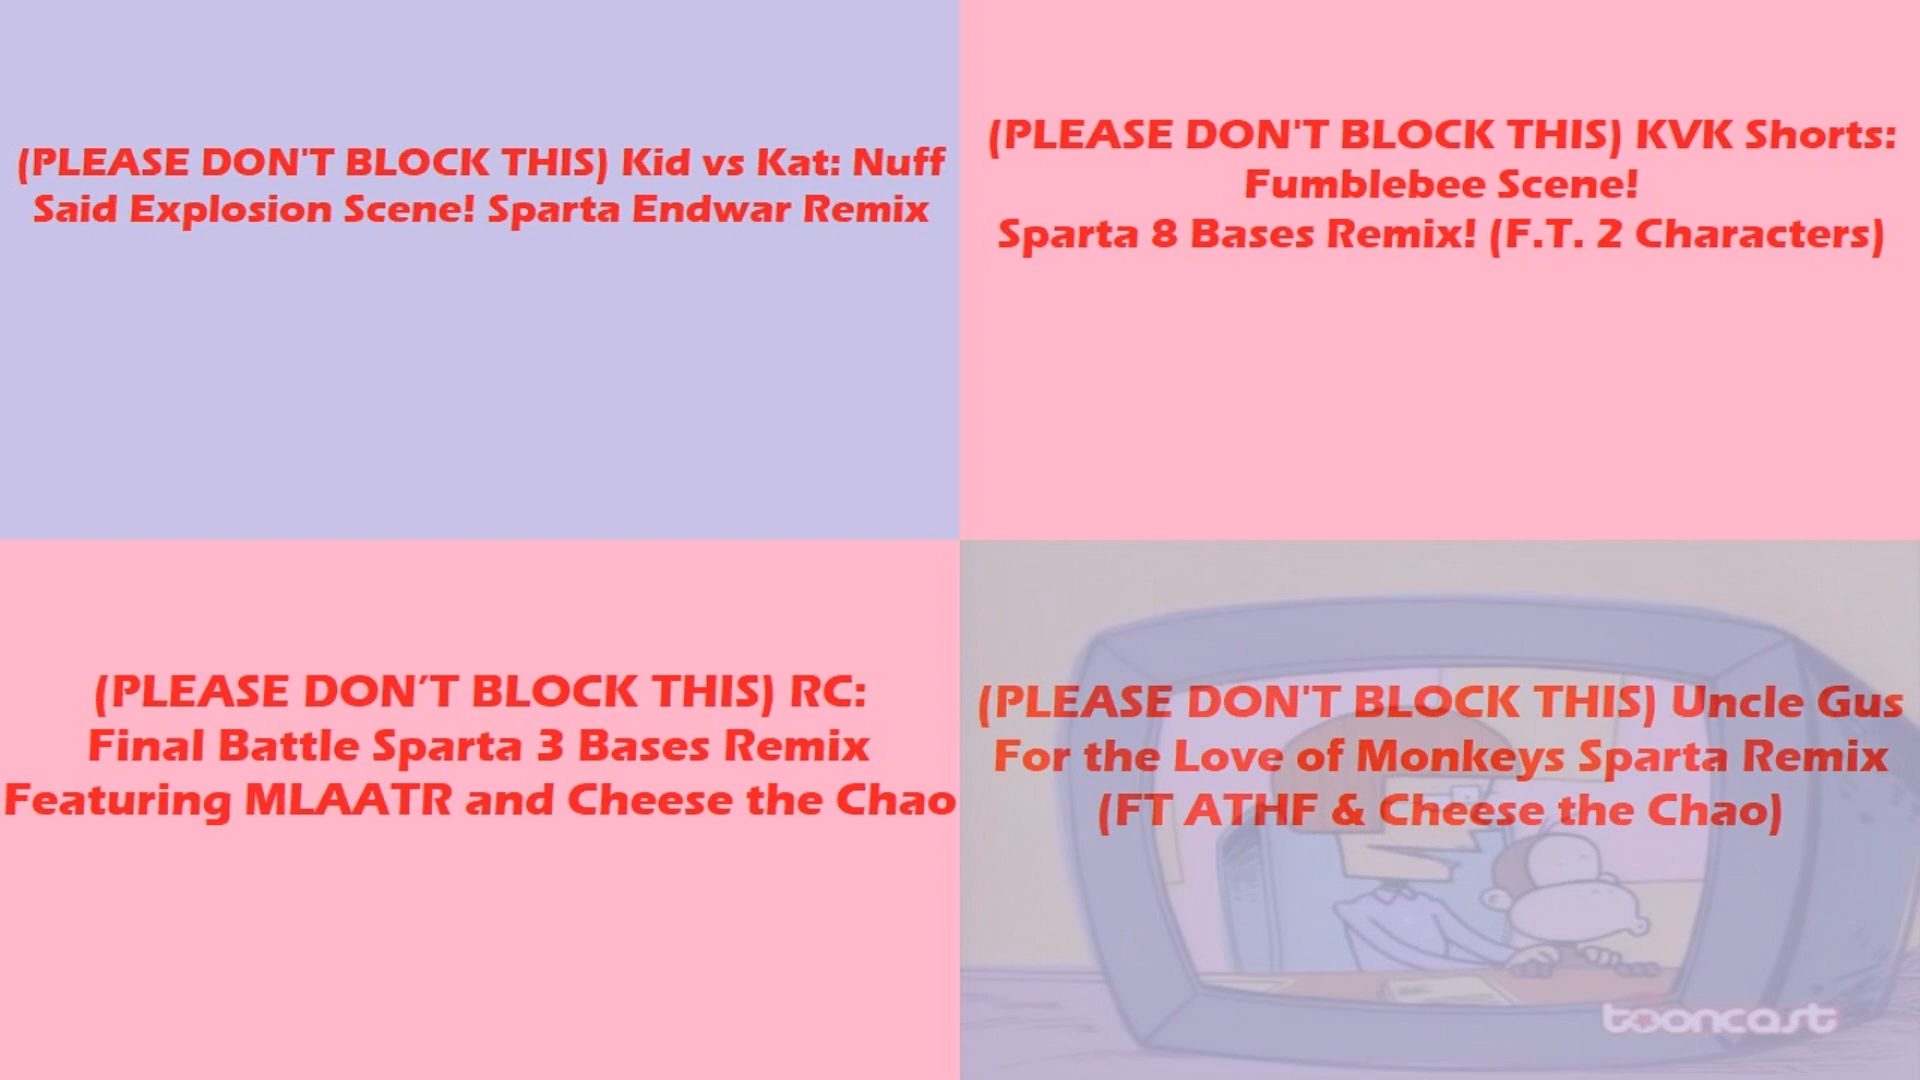 (PLEASE DON'T BLOCK THIS) Kid vs Kat: Nuff
Said Explosion Scene! Sparta Endwar Remix
(PLEASE DON'T BLOCK THIS) KVK Shorts:
Fumblebee Scene!
Sparta 8 Bases Remix! (F.T. 2 Characters)
(PLEASE DON’T BLOCK THIS) RC:
Final Battle Sparta 3 Bases Remix
Featuring MLAATR and Cheese the Chao
(PLEASE DON'T BLOCK THIS) Uncle Gus
For the Love of Monkeys Sparta Remix
(FT ATHF & Cheese the Chao)
tooncast